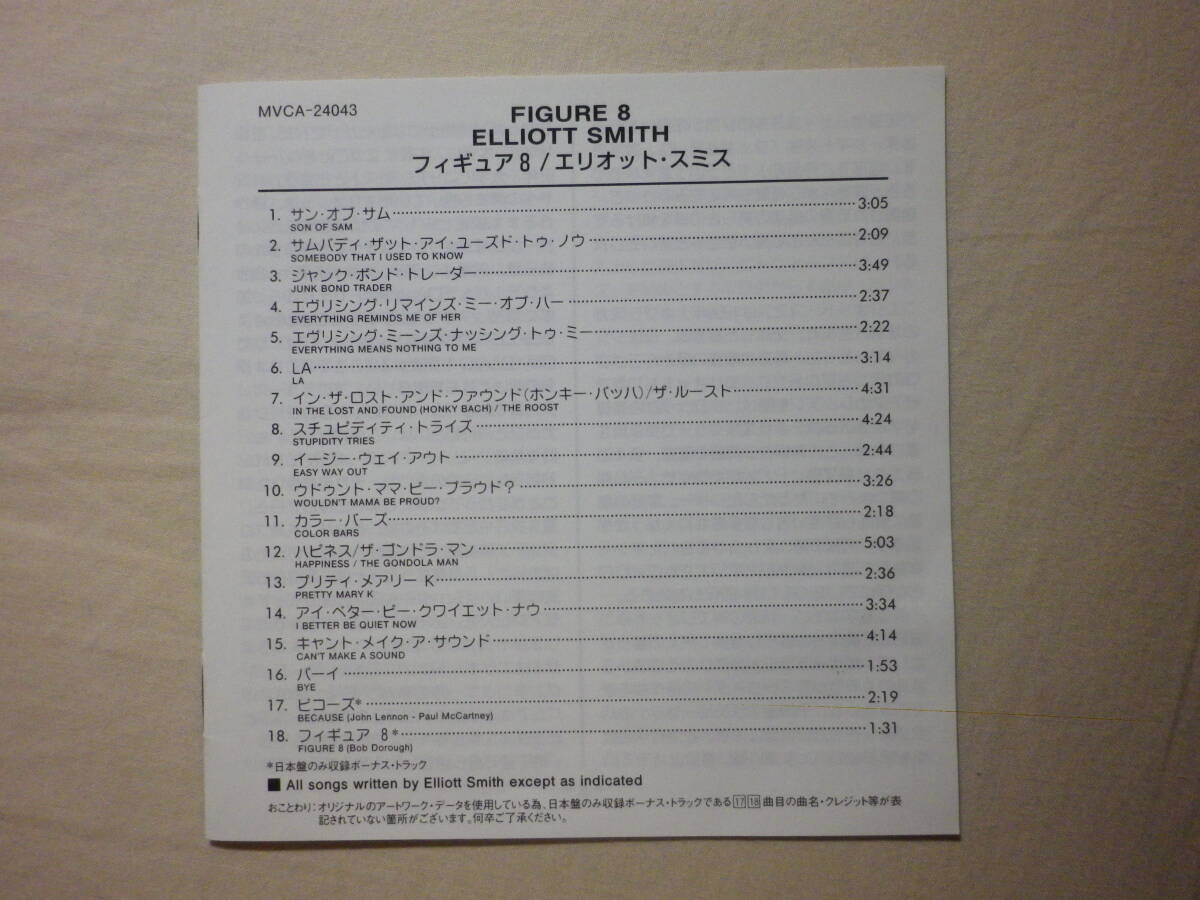 MVCA-24043
FIGURE 8
ELLIOTT SMITH
フィギュア8/エリオット・スミス
1. サン・オブ・サム 3:05
SON OF SAM
2. サムバディ・ザット・アイ・ユーズド・トゥ・ノウ 2:09
SOMEBODY THAT I USED TO KNOW
3. ジャンク・ボンド・トレーダー 3:49
JUNK BOND TRADER
4. エヴリシング・リマインズ・ミー・オブ・ハー 2:37
EVERYTHING REMINDS ME OF HER
5. エヴリシング・ミーンズ・ナッシング・トゥ・ミー 2:22
EVERYTHING MEANS NOTHING TO ME
6. LA 3:14
LA
7. イン・ザ・ロスト・アンド・ファウンド(ホンキー・バッハ)/ザ・ルースト 4:31
IN THE LOST AND FOUND (HONKY BACH) / THE ROOST
8. スチュピディティ・トライズ 4:24
STUPIDITY TRIES
9. イージー・ウェイ・アウト 2:44
EASY WAY OUT
10. ウドゥント・ママ・ビー・プラウド? 3:26
WOULDN'T MAMA BE PROUD?
11. カラー・バーズ 2:18
COLOR BARS
12. ハピネス/ザ・ゴンドラ・マン 5:03
HAPPINESS / THE GONDOLA MAN
13. プリティ・メアリー K 2:36
PRETTY MARY K
14. アイ・ベター・ビー・クワイエット・ナウ 3:34
I BETTER BE QUIET NOW
15. キャント・メイク・ア・サウンド 4:14
CAN'T MAKE A SOUND
16. バーイ 1:53
BYE
17. ビコーズ* 2:19
BECAUSE (John Lennon - Paul McCartney)
18. フィギュア 8* 1:31
FIGURE 8 (Bob Dorough)
*日本盤のみ収録ボーナス・トラック
■ All songs written by Elliott Smith except as indicated
おことわり:オリジナルのアートワーク・データを使用している為、日本盤のみ収録ボーナス・トラックである17 18曲目の曲名・クレジット等が表
記されていない箇所がございます。何卒ご了承ください。